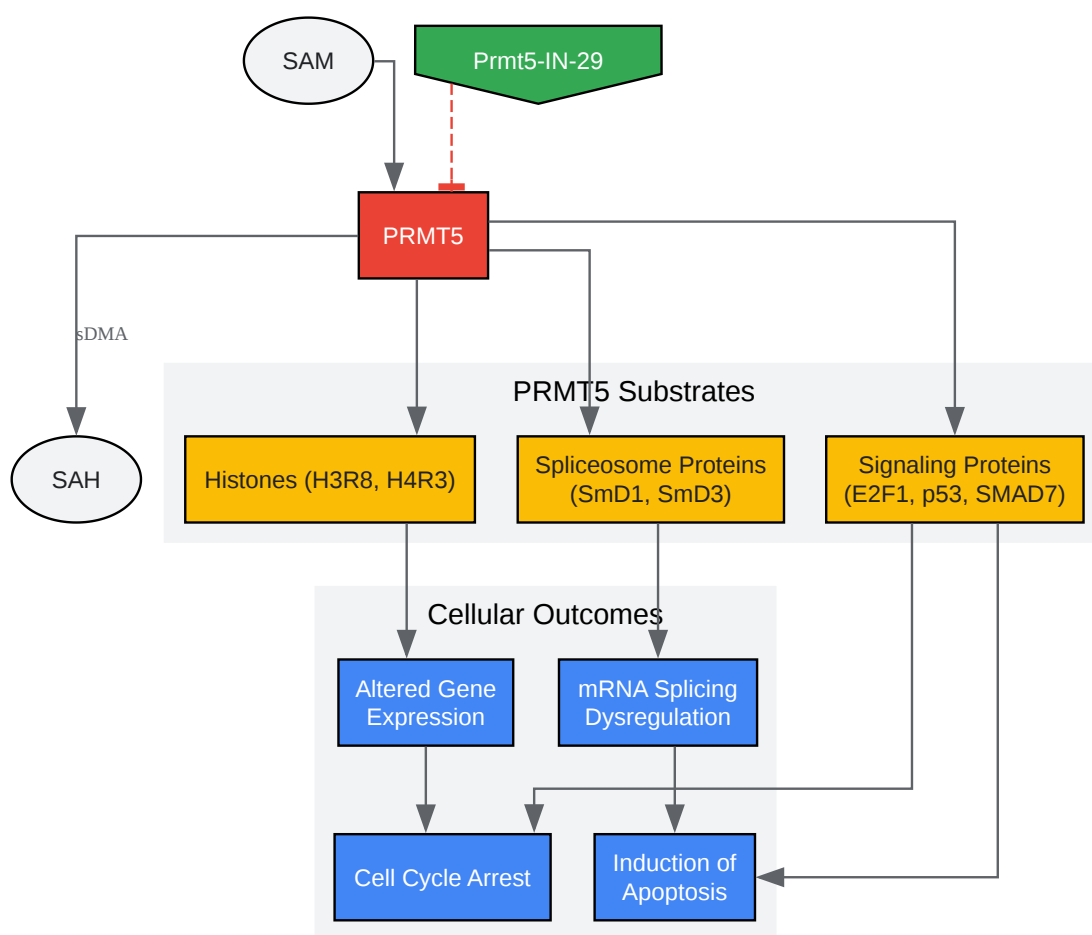 SAM
Prmt5-IN-29
PRMT5
sDMA
PRMT5 Substrates
SAH
Histones (H3R8, H4R3)
Spliceosome Proteins
(SmD1, SmD3)
Signaling Proteins
(E2F1, p53, SMAD7)
Cellular Outcomes
Altered Gene
Expression
mRNA Splicing
Dysregulation
Cell Cycle Arrest
Induction of
Apoptosis